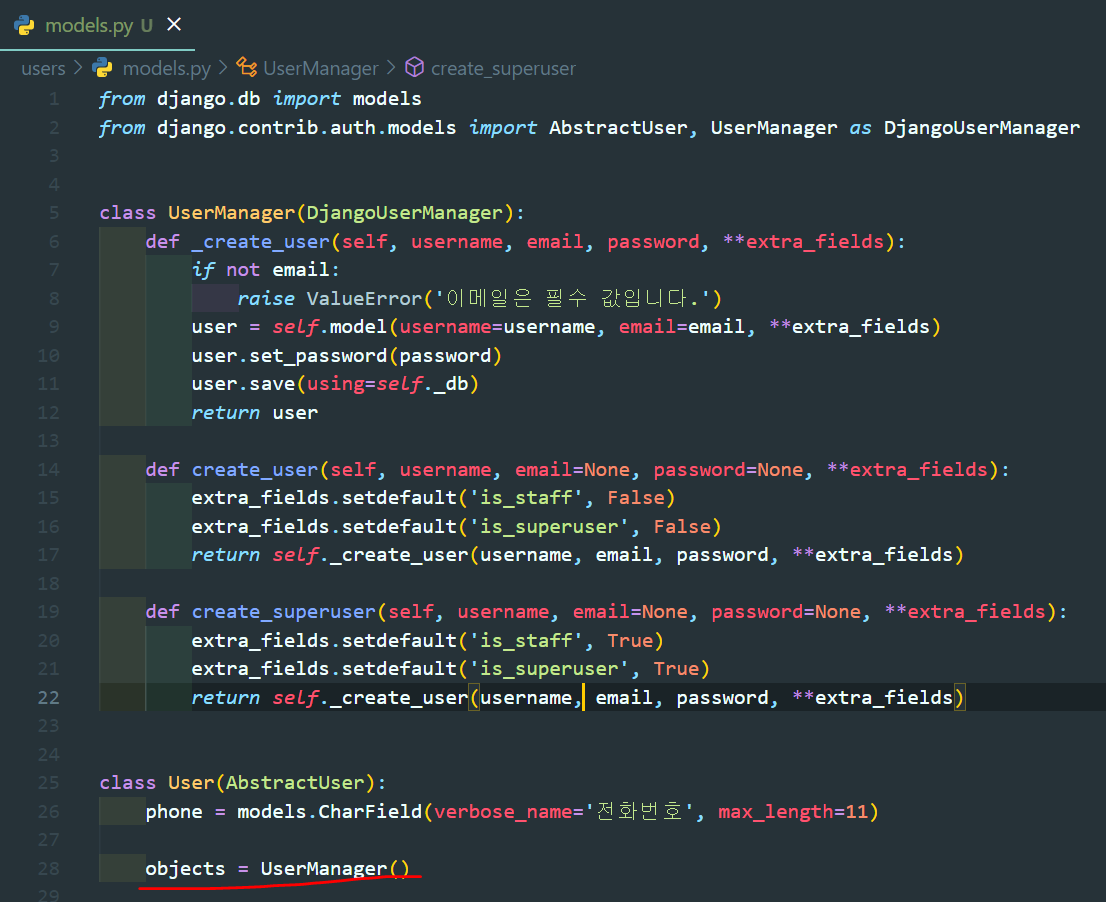 models.py U
users > models.py > UserManager > create_superuser
1 from django.db import models
2 from django.contrib.auth.models import AbstractUser, UserManager as DjangoUserManager
3
4
5 class UserManager(DjangoUserManager):
6     def _create_user(self, username, email, password, **extra_fields):
7         if not email:
8             raise ValueError('이메일은 필수 값입니다.')
9         user = self.model(username=username, email=email, **extra_fields)
10         user.set_password(password)
11         user.save(using=self._db)
12         return user
13
14     def create_user(self, username, email=None, password=None, **extra_fields):
15         extra_fields.setdefault('is_staff', False)
16         extra_fields.setdefault('is_superuser', False)
17         return self._create_user(username, email, password, **extra_fields)
18
19     def create_superuser(self, username, email=None, password=None, **extra_fields):
20         extra_fields.setdefault('is_staff', True)
21         extra_fields.setdefault('is_superuser', True)
22         return self._create_user(username, email, password, **extra_fields)
23
24
25 class User(AbstractUser):
26     phone = models.CharField(verbose_name='전화번호', max_length=11)
27
28     objects = UserManager()
29